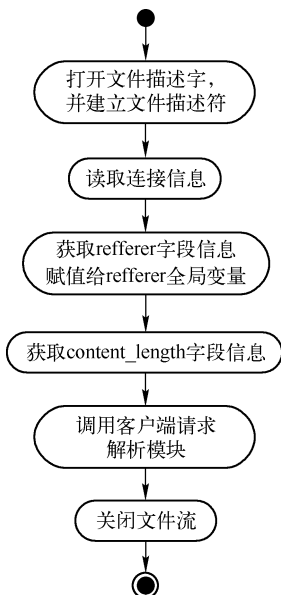 打开文件描述字，
并建立文件描述符
读取连接信息
获取refferer字段信息
赋值给refferer全局变量
获取content_length字段信息
调用客户端请求
解析模块
关闭文件流